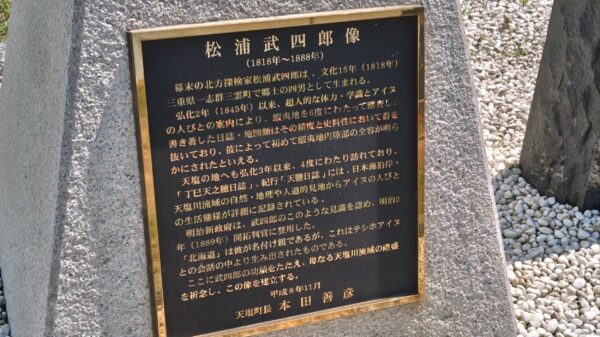 松浦武四郎像
(1818年〜1888年)
幕末の北方探検家松浦武四郎は、文化15年（1818年）
三重県一志群三雲町で郷士の四男として生まれる。
弘化2年（1845年）以来、超人的な体力・学識とアイヌ
の人びとの案内により、蝦夷地を6度にわたって踏査し、
書き著した日誌・地図類はその精度と史料性において群を
抜いており、彼によって初めて蝦夷地内陸部の全容が明ら
かにされたといえる。
天塩の地へも弘化3年以来、4度にわたり訪れており、
「丁巳天之穂日誌」、紀行「天塩日誌」には、日本海沿岸・
天塩川流域の自然・地理や人道的見地からアイヌの人びと
の生活態様が詳細に記録されている。
明治新政府は、武四郎のこのような見識を認め、明治2
年（1869年）開拓判官に登用した。
「北海道」は彼が名付け親であるが、これはテシホアイヌ
との会話の中より生み出されたものである。
ここに武四郎の功績をたたえ、母なる天塩川流域の隆盛
を祈念し、この像を建立する。
平成8年11月
天塩町長 本田善彦